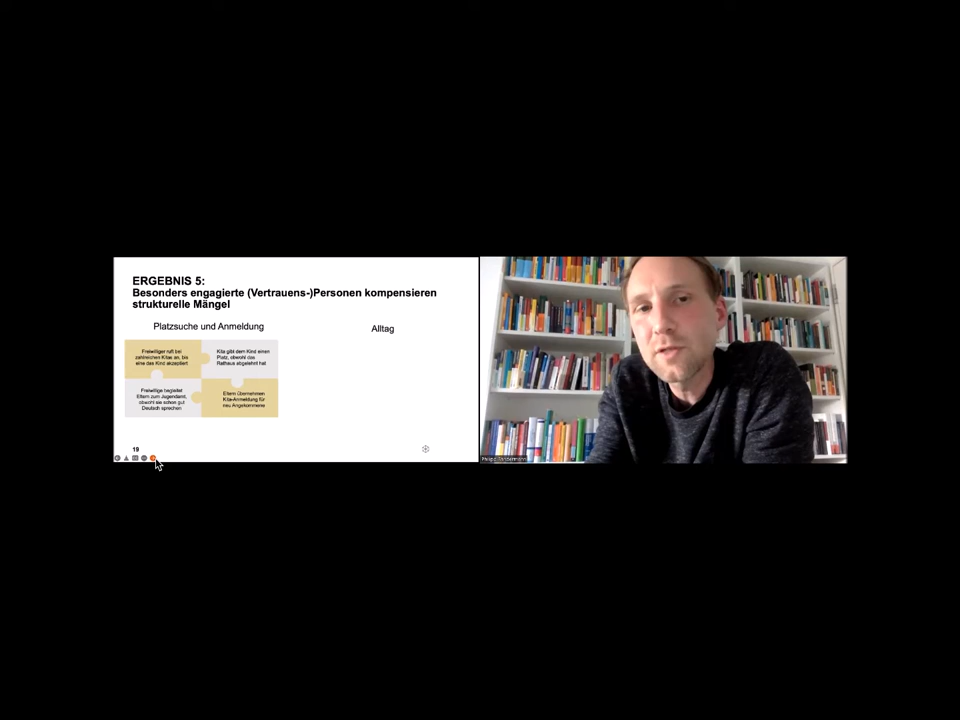 ERGEBNIS 5:
Besonders engagierte (Vertrauens-)Personen kompensieren
strukturelle Mängel
Platzsuche und Anmeldung
Alltag
Freiwilliger ruft bei
zahlreichen Kitas an, bis
eine das Kind akzeptiert
Kita gibt dem Kind einen
Platz, obwohl das
Rathaus abgelehnt hat
Freiwillige begleitet
Eltern zum Jugendamt,
obwohl sie schon gut
Deutsch sprechen
Eltern übernehmen
Kita-Anmeldung für
neu Angekommene
19
Philipp Sandermann